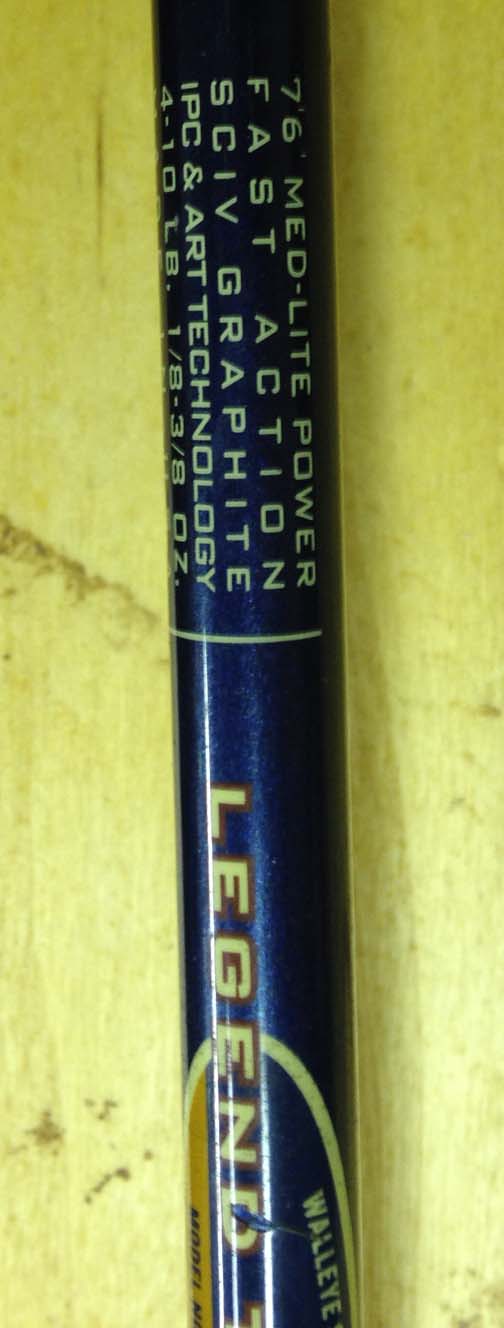 7'6" MED-LITE POWER
FAST ACTION
SCIV GRAPHITE
IPC & ART TECHNOLOGY
4-10 LB. 1/8-3/8 OZ.
LEGEND T
WALLEYE
MODEL